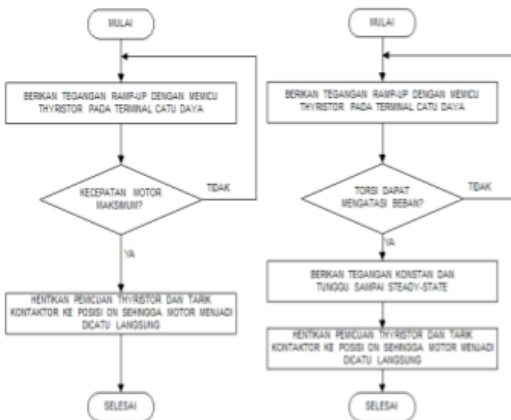 MULAI
BERIKAN TEGANGAN RAMP-UP DENGAN MEMICU
THYRISTOR PADA TERMINAL CATU DAYA
KECEPATAN MOTOR
MAKSIMUM?
TIDAK
YA
HENTIKAN PEMICUAN THYRISTOR DAN TARIK
KONTAKTOR KE POSISI ON SEHINGGA MOTOR MENJADI
DICATU LANGSUNG
SELESAI
MULAI
BERIKAN TEGANGAN RAMP-UP DENGAN MEMICU
THYRISTOR PADA TERMINAL CATU DAYA
TORSI DAPAT
MENGATASI BEBAN?
TIDAK
YA
BERIKAN TEGANGAN KONSTAN DAN
TUNGGU SAMPAI STEADY-STATE
HENTIKAN PEMICUAN THYRISTOR DAN TARIK
KONTAKTOR KE POSISI ON SEHINGGA MOTOR MENJADI
DICATU LANGSUNG
SELESAI